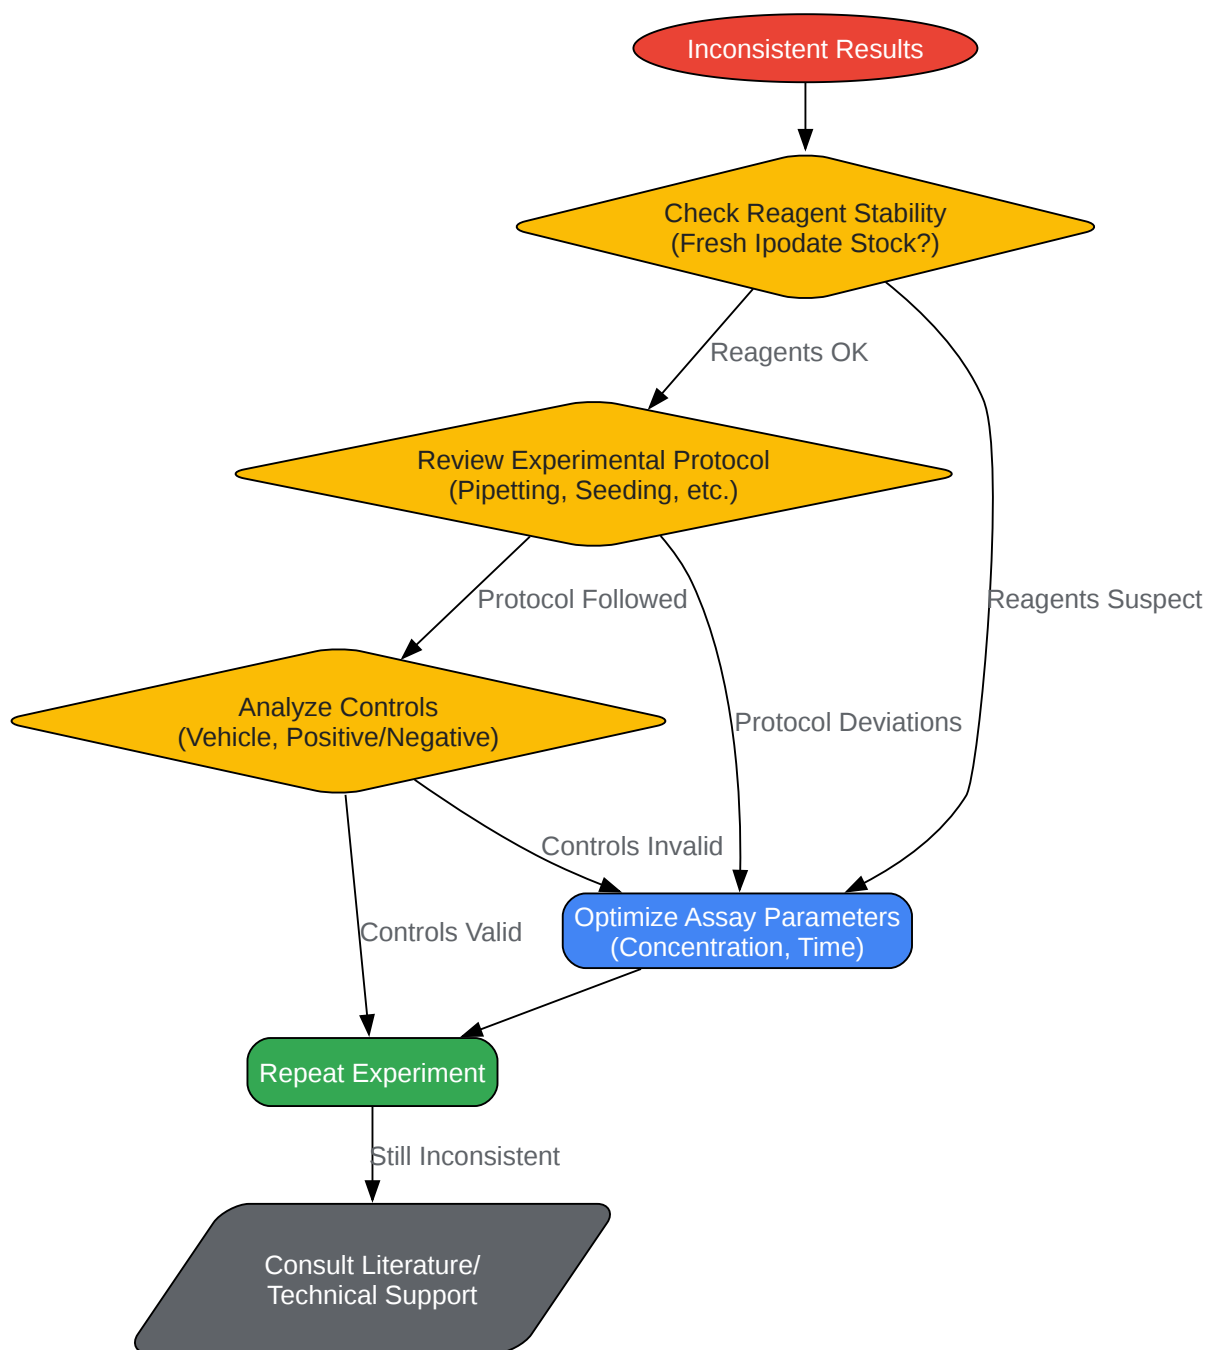 Inconsistent Results
Check Reagent Stability
(Fresh Ipodate Stock?)
Reagents OK
Review Experimental Protocol
(Pipetting, Seeding, etc.)
Protocol Followed
Reagents Suspect
Analyze Controls
(Vehicle, Positive/Negative)
Protocol Deviations
Controls Invalid
Controls Valid
Optimize Assay Parameters
(Concentration, Time)
Repeat Experiment
Still Inconsistent
Consult Literature/
Technical Support